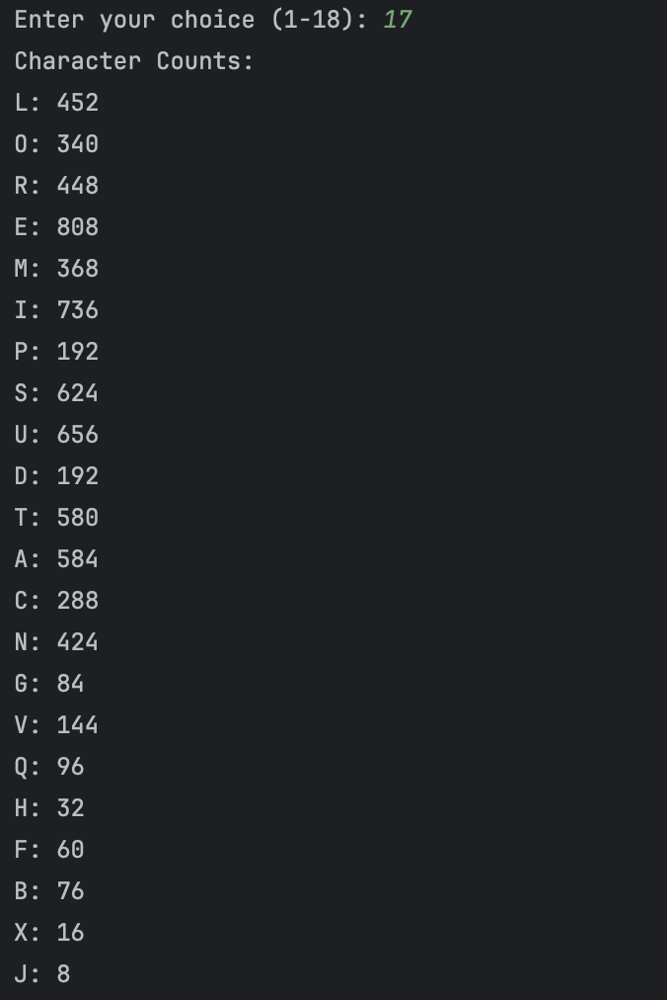 Enter your choice (1-18): 17
Character Counts:
L: 452
O: 340
R: 448
E: 808
M: 368
I: 736
P: 192
S: 624
U: 656
D: 192
T: 580
A: 584
C: 288
N: 424
G: 84
V: 144
Q: 96
H: 32
F: 60
B: 76
X: 16
J: 8